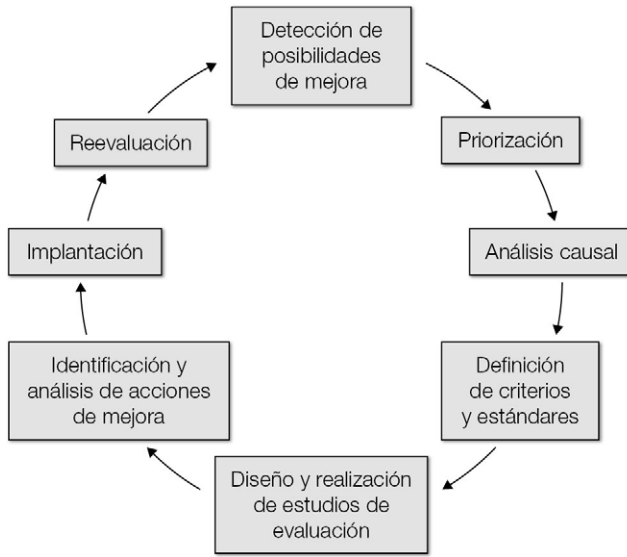 Detección de
posibilidades
de mejora
Priorización
Análisis causal
Definición
de criterios
y estándares
Diseño y realización
de estudios de
evaluación
Identificación y
análisis de acciones
de mejora
Implantación
Reevaluación